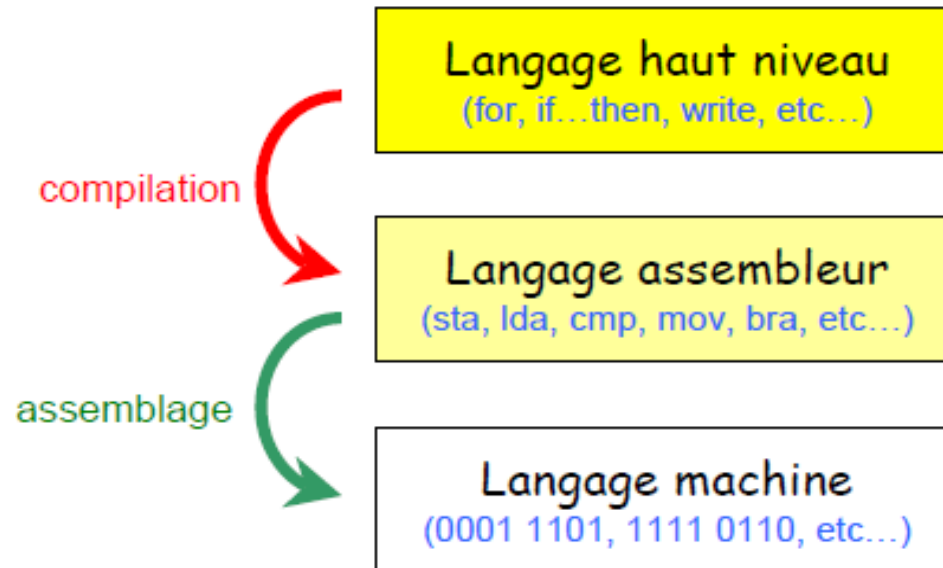 Langage haut niveau
(for, if…then, write, etc…)
compilation
Langage assembleur
(sta, lda, cmp, mov, bra, etc…)
assemblage
Langage machine
(0001 1101, 1111 0110, etc…)